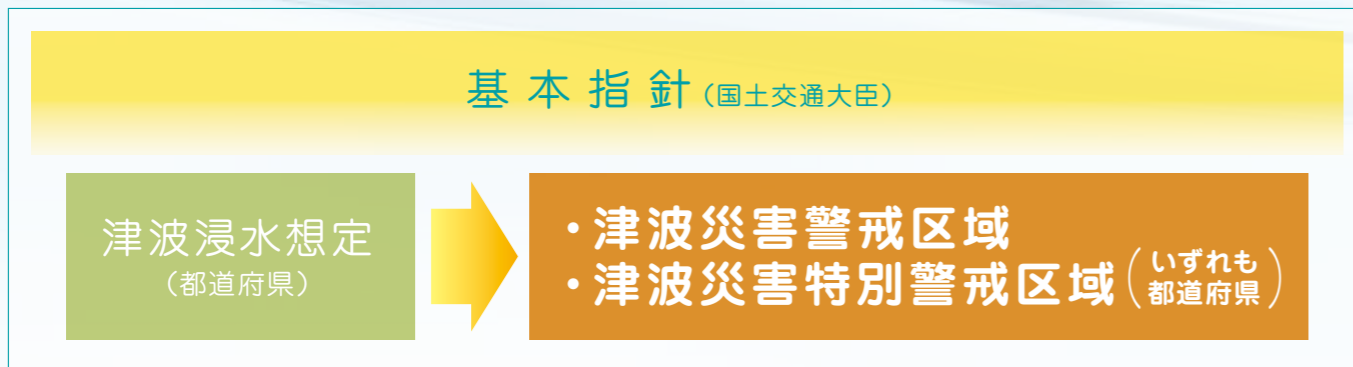 基本指針（国土交通大臣）
津波浸水想定
（都道府県）
・津波災害警戒区域
・津波災害特別警戒区域（いずれも都道府県）